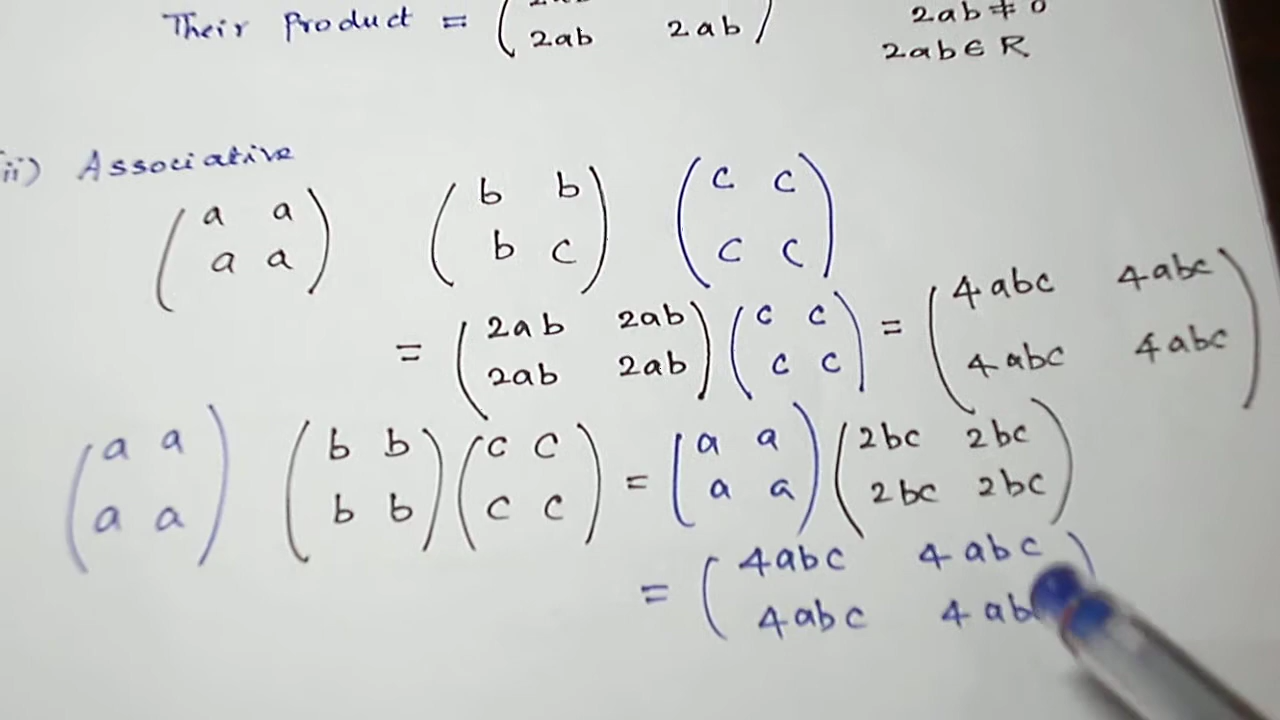 Their Product = ( 2ab 2ab ) 2ab ≠ 0
2ab ∈ R
ii) Associative
( a a ) ( b b ) ( c c )
( a a ) ( b c ) ( c c )
= ( 2ab 2ab ) ( c c ) = ( 4abc 4abc )
( 2ab 2ab ) ( c c ) ( 4abc 4abc )
( a a ) ( b b ) ( c c ) = ( a a ) ( 2bc 2bc )
( a a ) ( b b ) ( c c ) ( a a ) ( 2bc 2bc )
= ( 4abc 4abc )
( 4abc 4ab